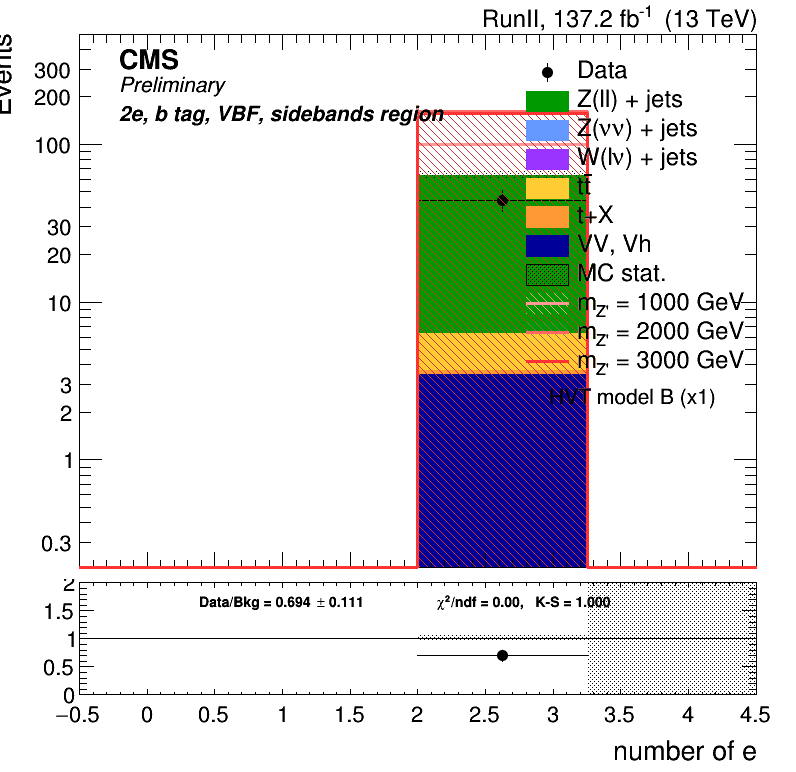 RunII, 137.2 fb-1 (13 TeV)
Events
CMS
Preliminary
2e, b tag, VBF, sidebands region
Data
Z(ll) + jets
Z(νν) + jets
W(lν) + jets
tt̅
t+X
VV, Vh
MC stat.
mZ' = 1000 GeV
mZ' = 2000 GeV
mZ' = 3000 GeV
HVT model B (x1)
300
200
100
30
20
10
3
2
1
0.3
Data/Bkg = 0.694 ± 0.111
χ²/ndf = 0.00, K-S = 1.000
2
1.5
1
0.5
0
−0.5 0 0.5 1 1.5 2 2.5 3 3.5 4 4.5
number of e